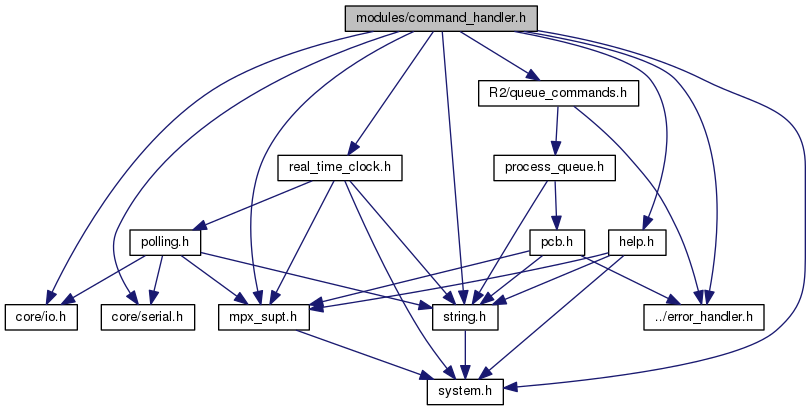 modules/command_handler.h
R2/queue_commands.h
real_time_clock.h
process_queue.h
polling.h
pcb.h
help.h
core/io.h
core/serial.h
mpx_supt.h
string.h
../error_handler.h
system.h